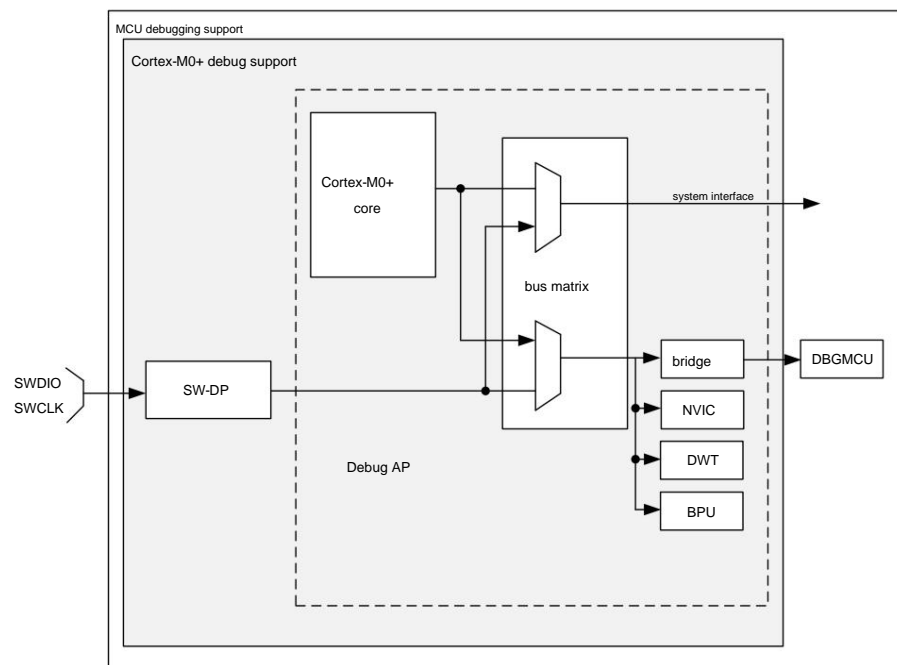 MCU debugging support
Cortex-M0+ debug support
Cortex-M0+
core
system interface
bus matrix
bridge
DBGMCU
SWDIO
SWCLK
SW-DP
NVIC
Debug AP
DWT
BPU